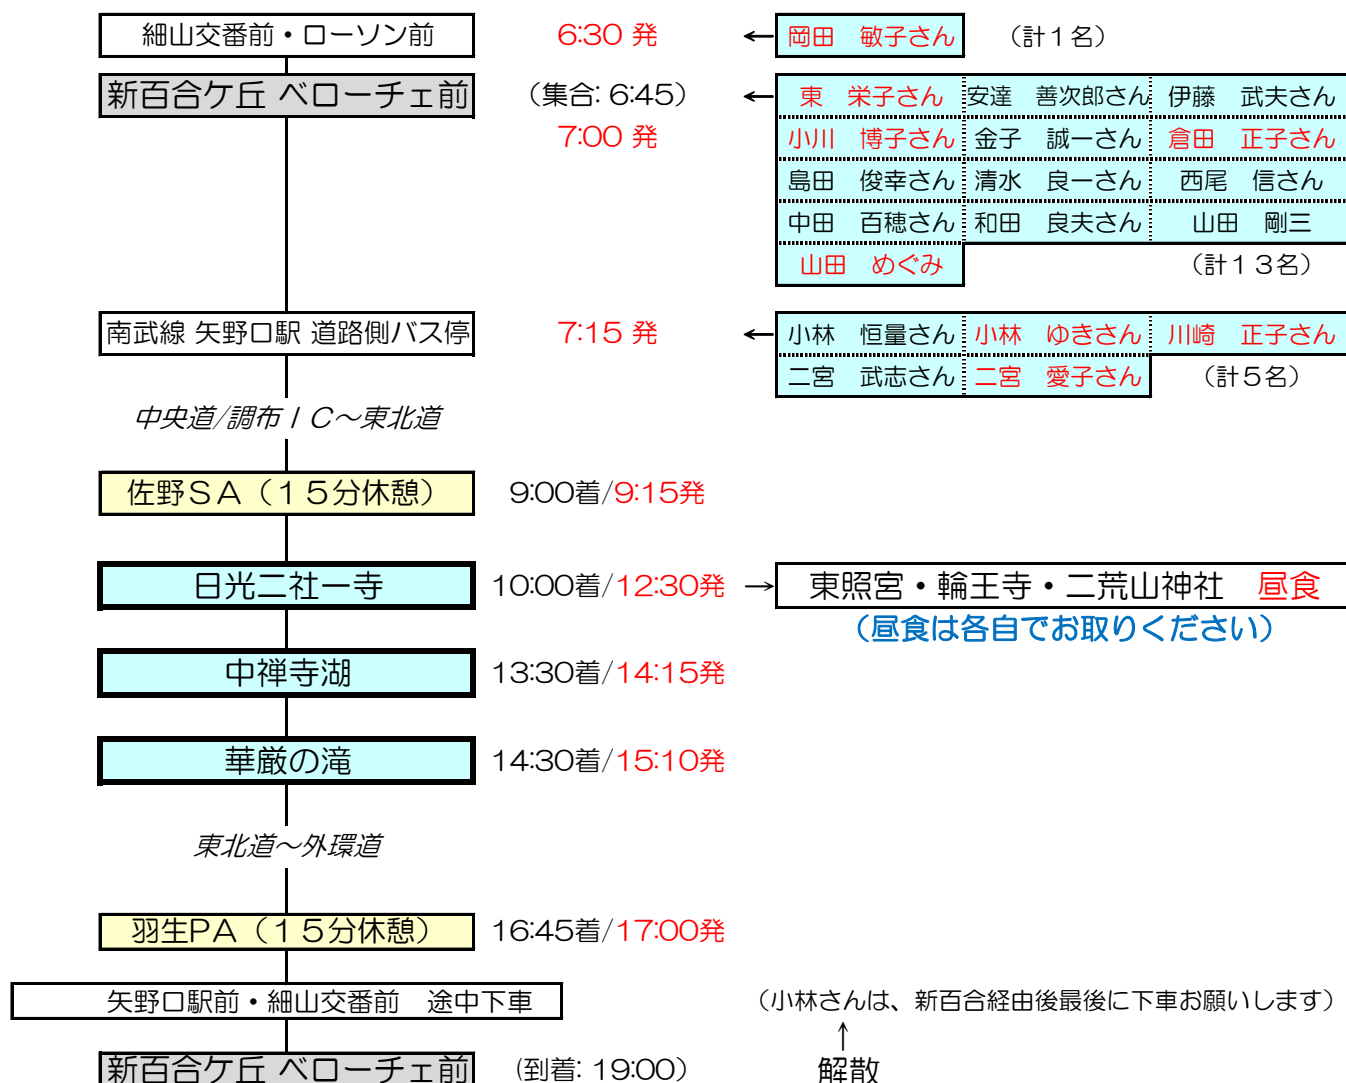 細山交番前・ローソン前 6:30 発 ← 岡田 敏子さん （計１名）
新百合ケ丘 ベローチェ前 （集合: 6:45） ← 東 栄子さん 安達 善次郎さん 伊藤 武夫さん
7:00 発 小川 博子さん 金子 誠一さん 倉田 正子さん
島田 俊幸さん 清水 良一さん 西尾 信さん
中田 百穂さん 和田 良夫さん 山田 剛三
山田 めぐみ （計１３名）
南武線 矢野口駅 道路側バス停 7:15 発 ← 小林 恒量さん 小林 ゆきさん 川崎 正子さん
二宮 武志さん 二宮 愛子さん （計５名）
中央道/調布ＩＣ～東北道
佐野ＳＡ（１５分休憩） 9:00着/9:15発
日光二社一寺 10:00着/12:30発 → 東照宮・輪王寺・二荒山神社 昼食
（昼食は各自でお取りください）
中禅寺湖 13:30着/14:15発
華厳の滝 14:30着/15:10発
東北道～外環道
羽生PA（１５分休憩） 16:45着/17:00発
矢野口駅前・細山交番前 途中下車 （小林さんは、新百合経由後最後に下車お願いします）
↑
新百合ケ丘 ベローチェ前 （到着: 19:00） 解散